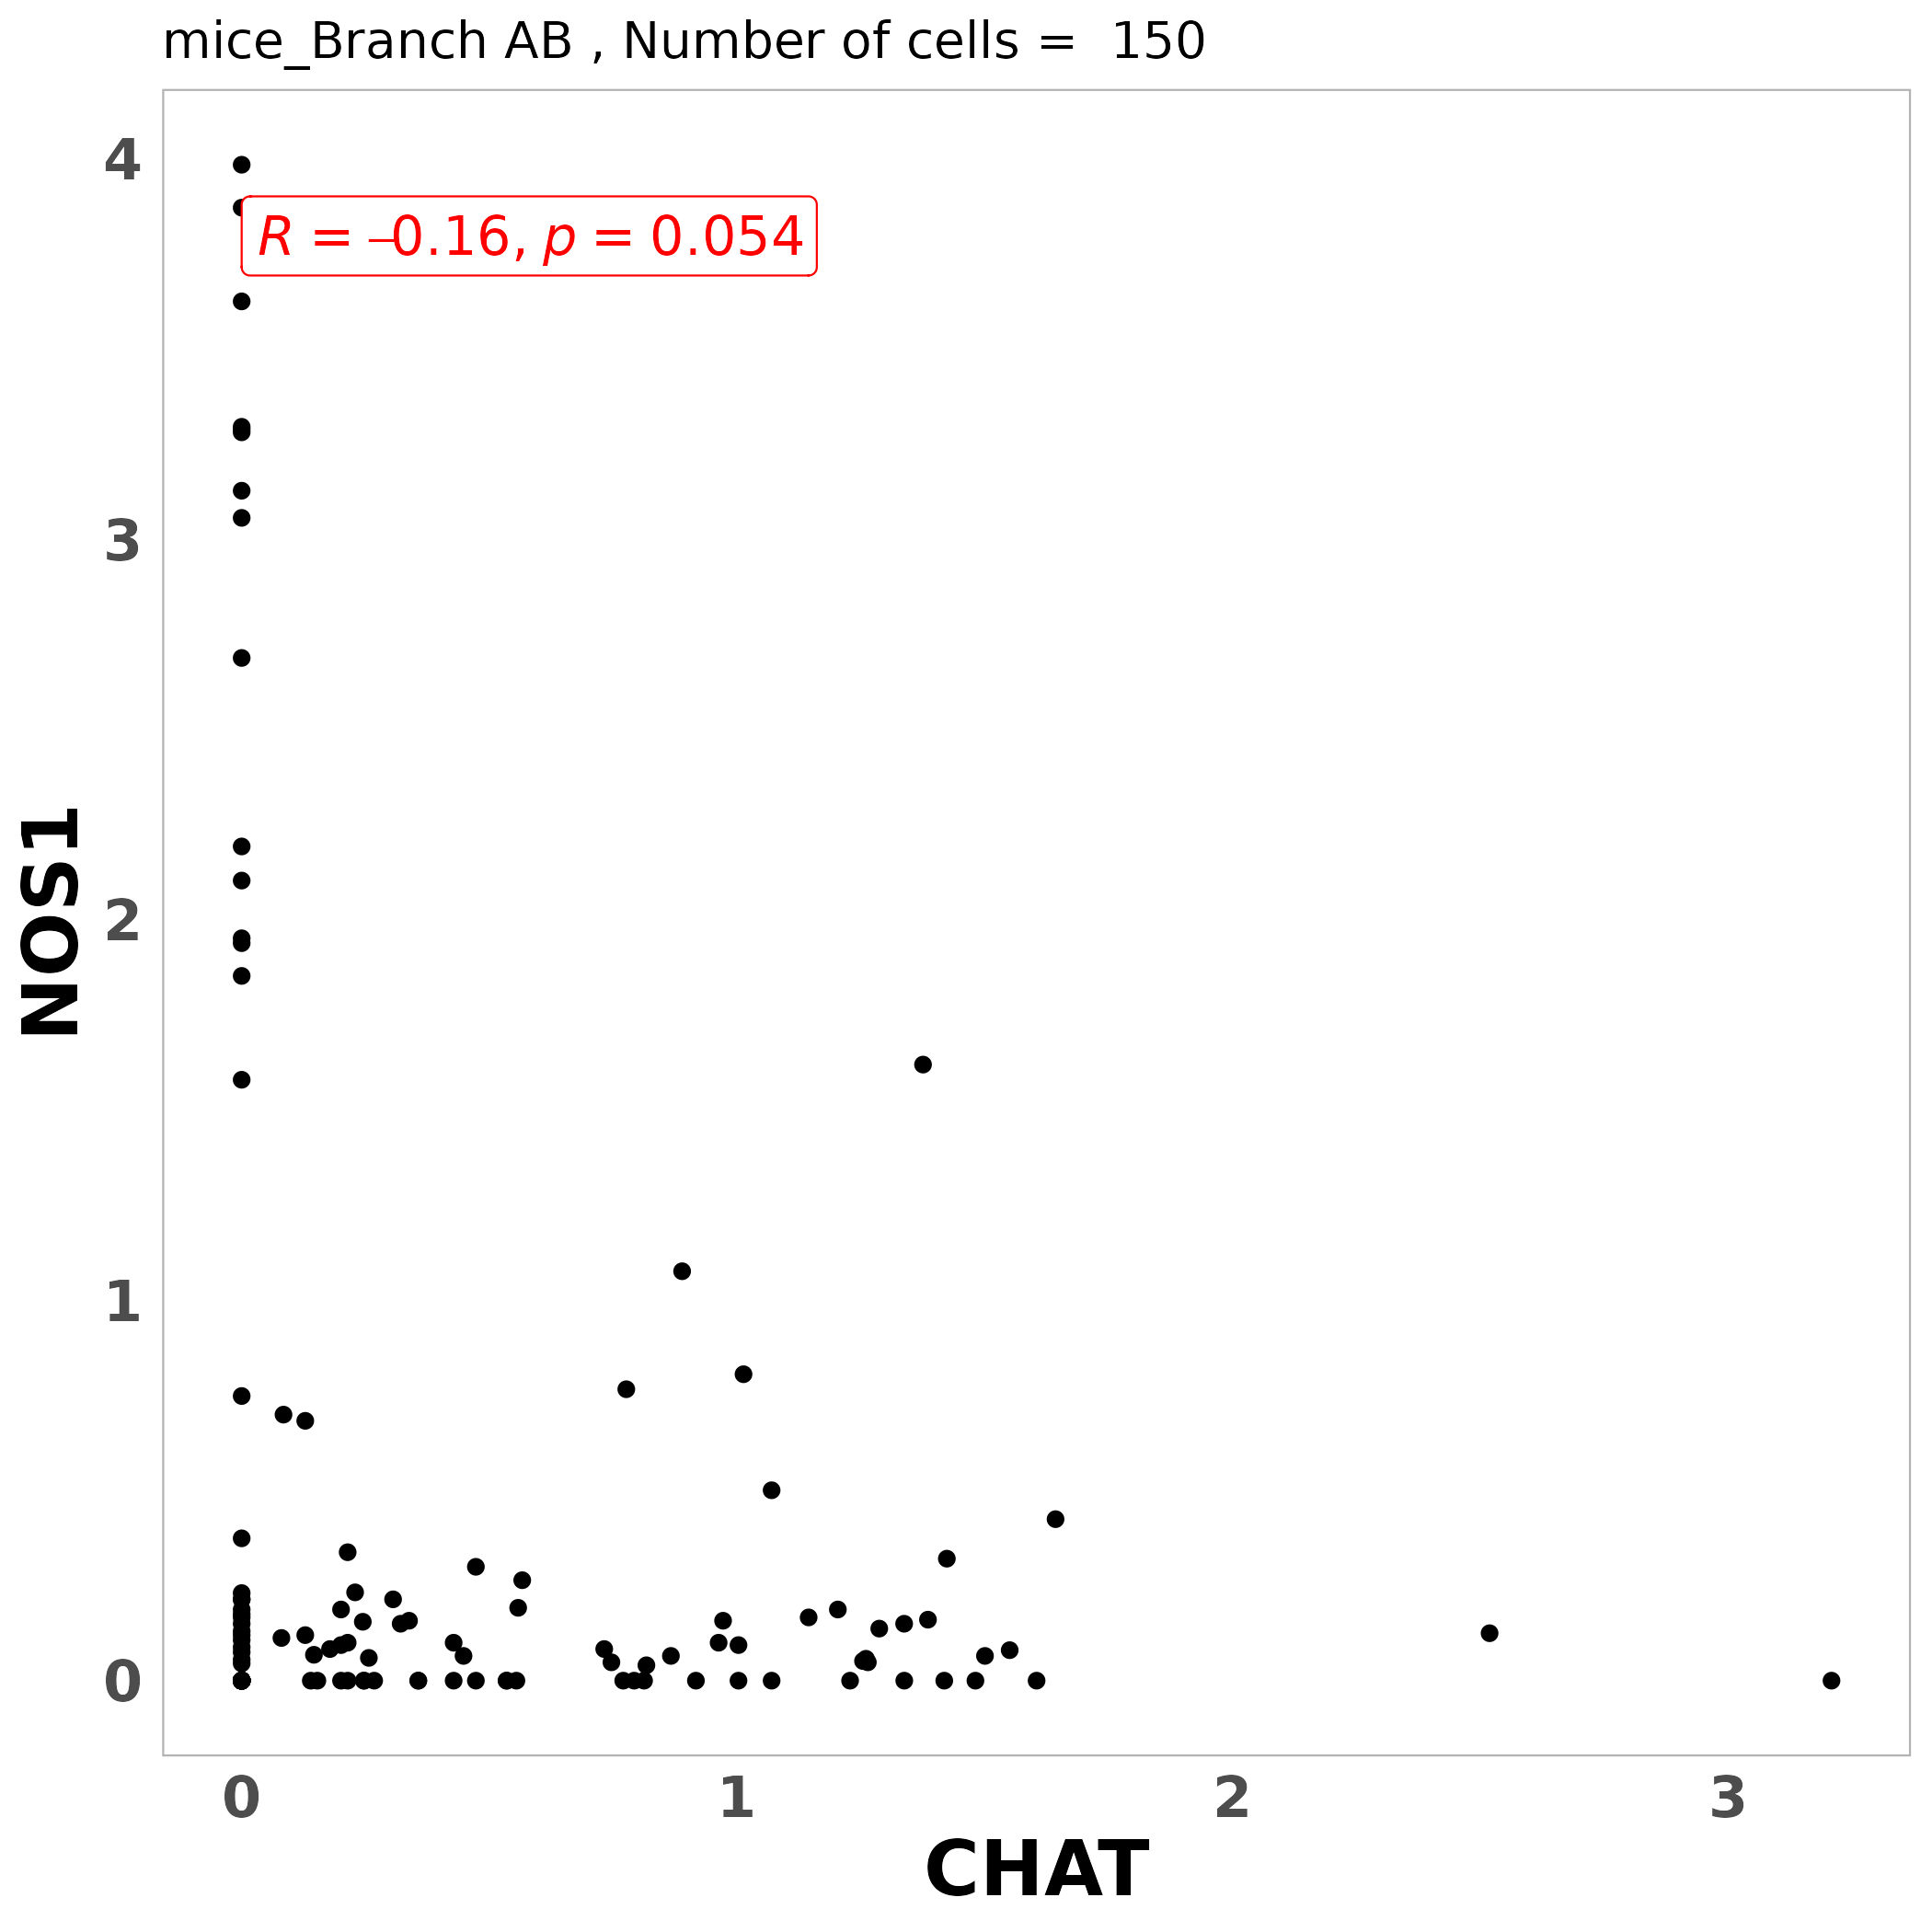 mice_Branch AB , Number of cells =  150
4
R = –0.16, p = 0.054
3
NOS1
2
1
0
0 1 2 3
CHAT